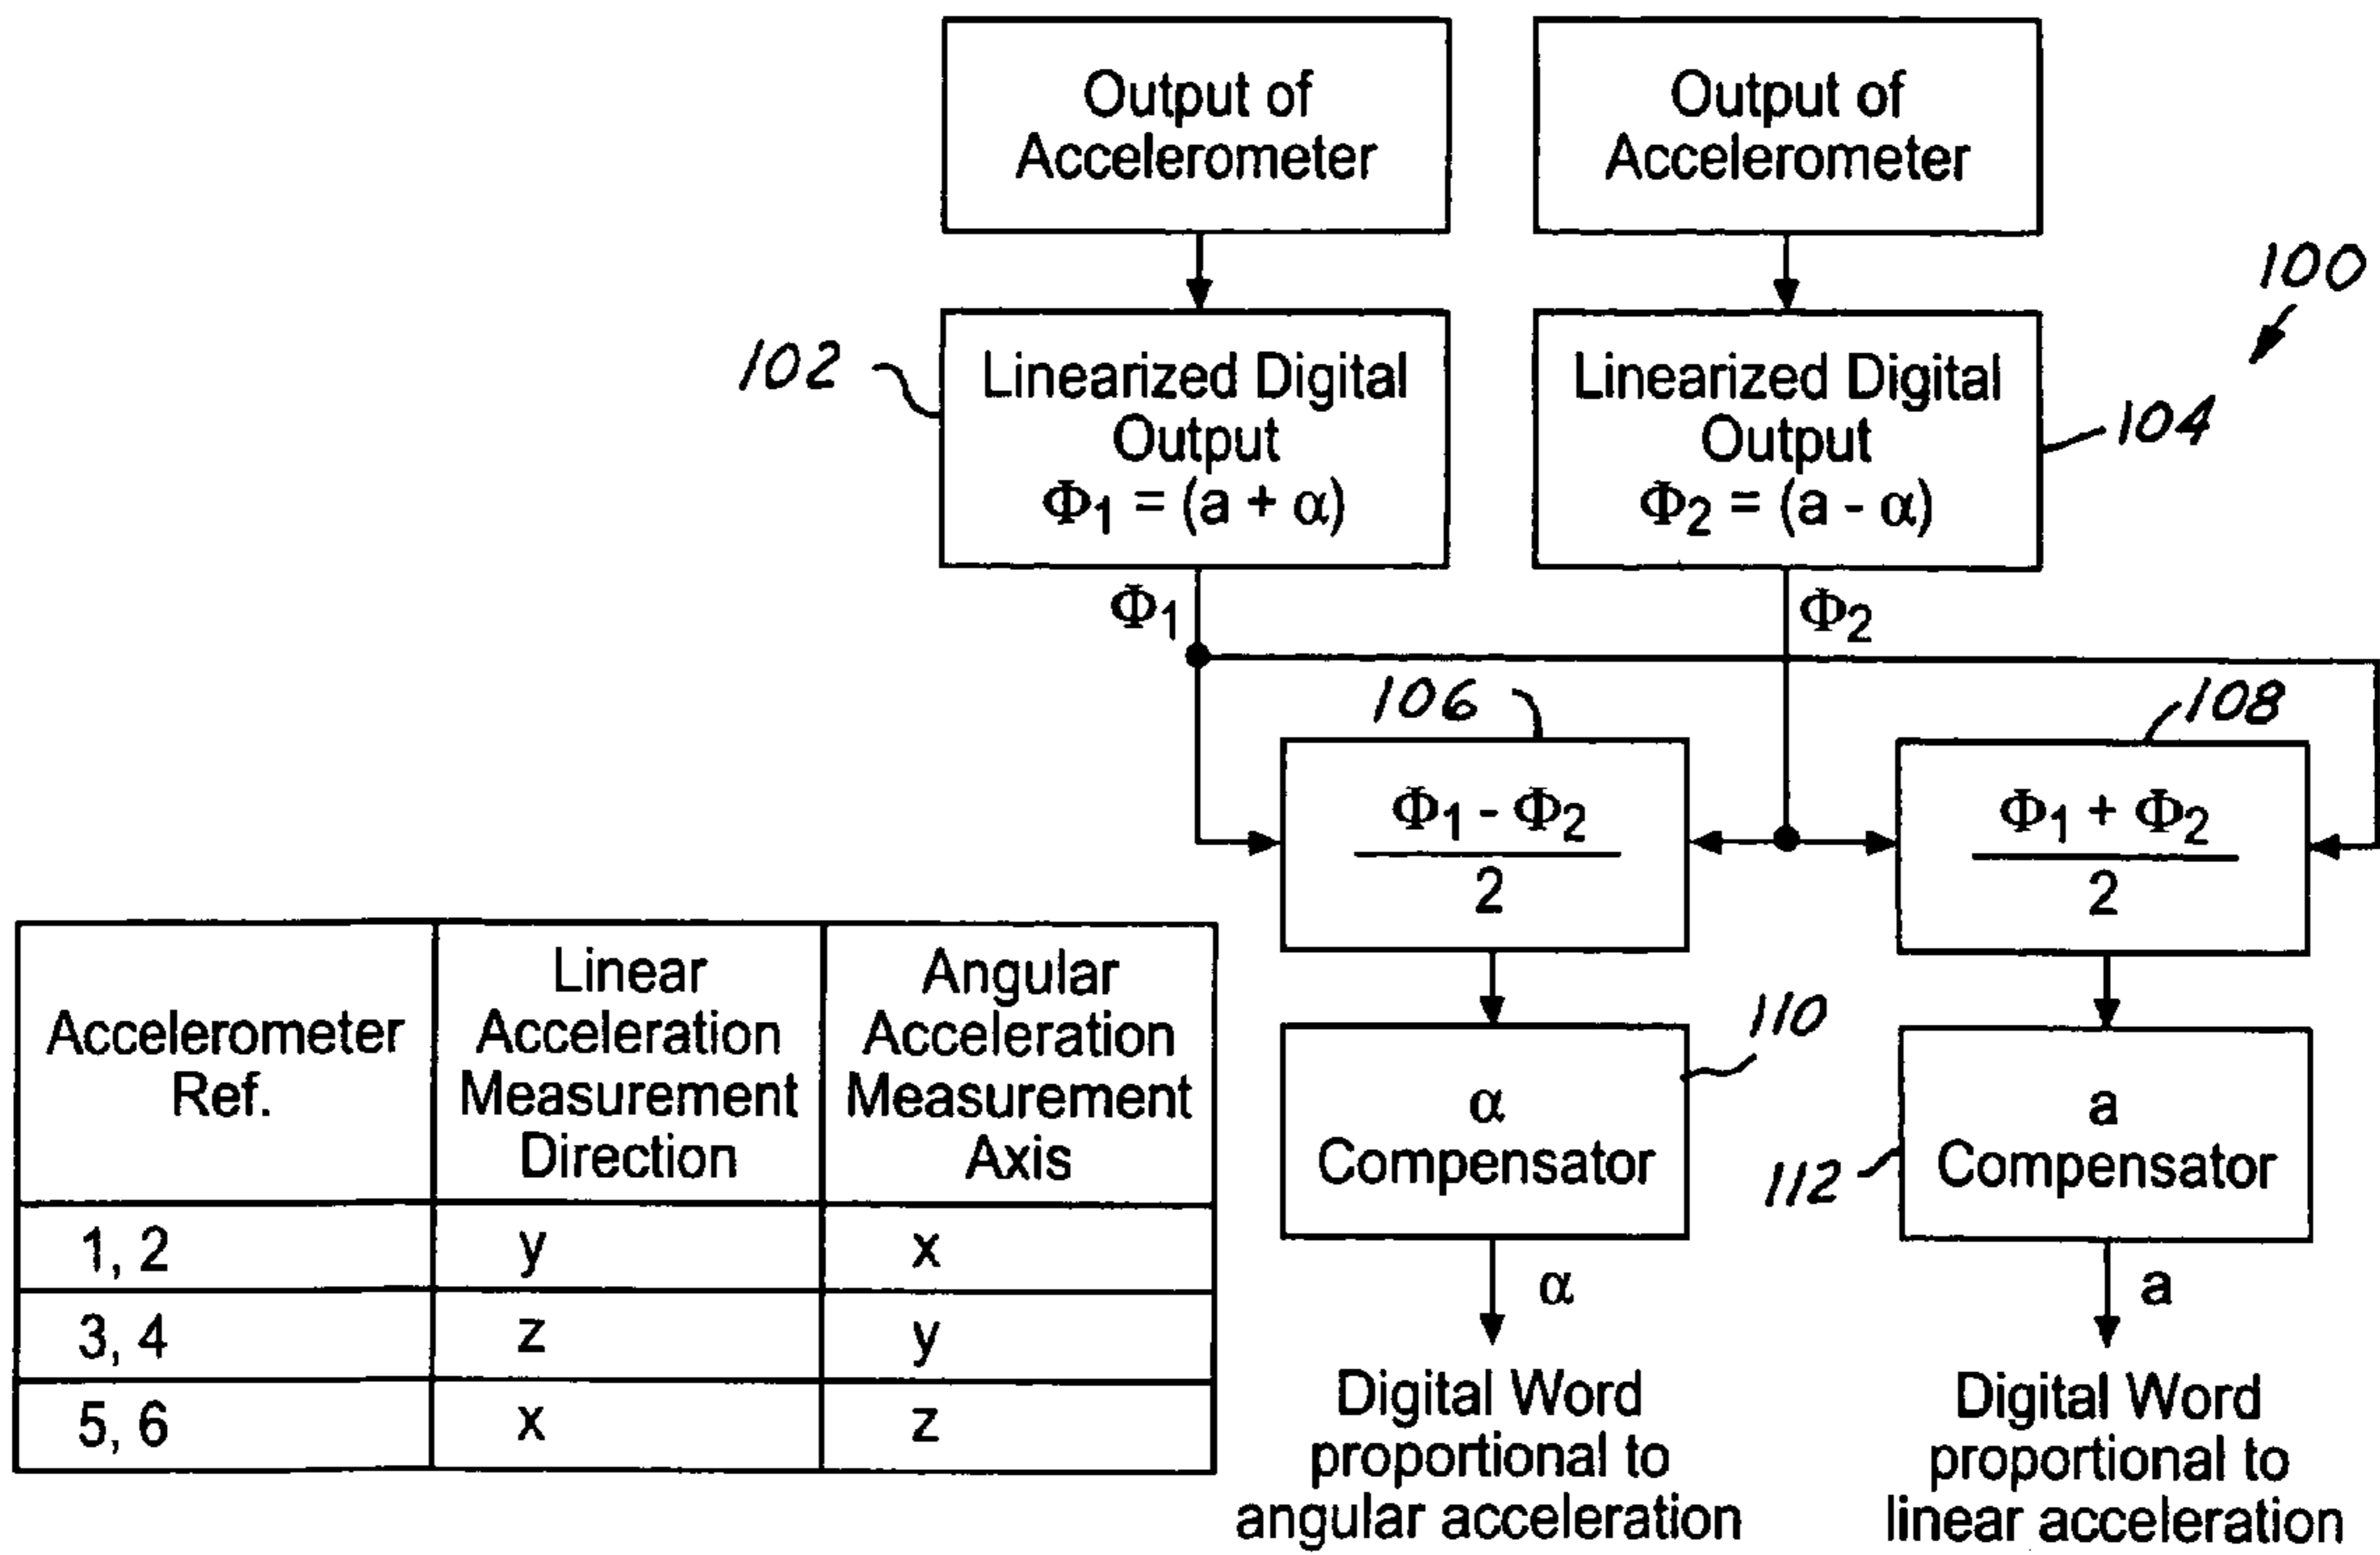 Output of
Accelerometer
Output of
Accelerometer
100
102
Linearized Digital
Output
Φ1 = (a + α)
Linearized Digital
Output
Φ2 = (a - α)
104
Φ1
Φ2
106
108
Φ1 - Φ2
2
Φ1 + Φ2
2
110
α
Compensator
112
a
Compensator
α
a
Digital Word
proportional to
angular acceleration
Digital Word
proportional to
linear acceleration
Accelerometer
Ref.
Linear
Acceleration
Measurement
Direction
Angular
Acceleration
Measurement
Axis
1, 2
y
x
3, 4
z
y
5, 6
x
z